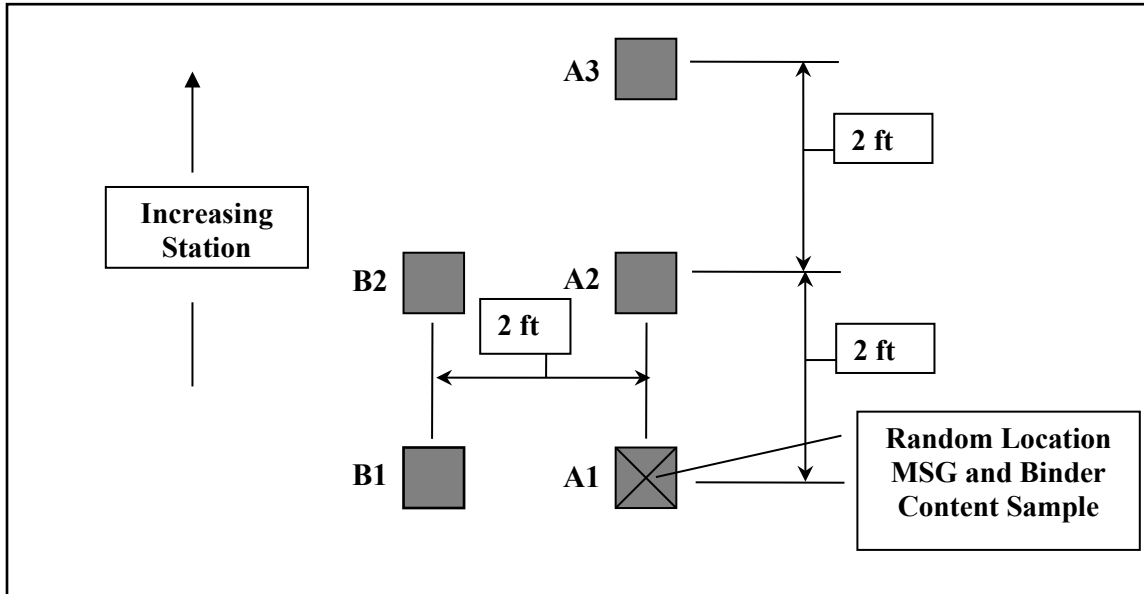 A3
2 ft
Increasing
Station
B2
A2
2 ft
2 ft
B1
A1
Random Location
MSG and Binder
Content Sample